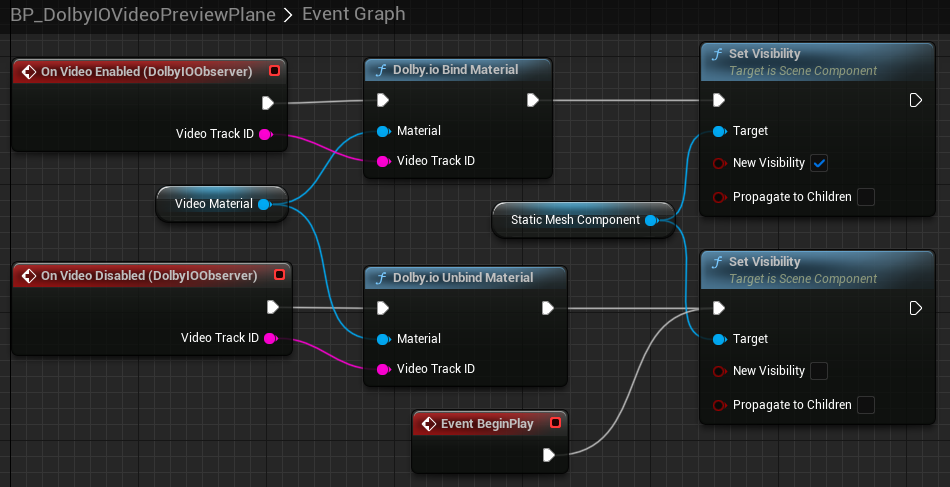 BP_DolbyIOVideoPreviewPlane > Event Graph
On Video Enabled (DolbyIOObserver)
Video Track ID
f Dolby.io Bind Material
Material
Video Track ID
f Set Visibility
Target is Scene Component
Target
New Visibility
Propagate to Children
Video Material
Static Mesh Component
On Video Disabled (DolbyIOObserver)
Video Track ID
f Dolby.io Unbind Material
Material
Video Track ID
f Set Visibility
Target is Scene Component
Target
New Visibility
Propagate to Children
Event BeginPlay